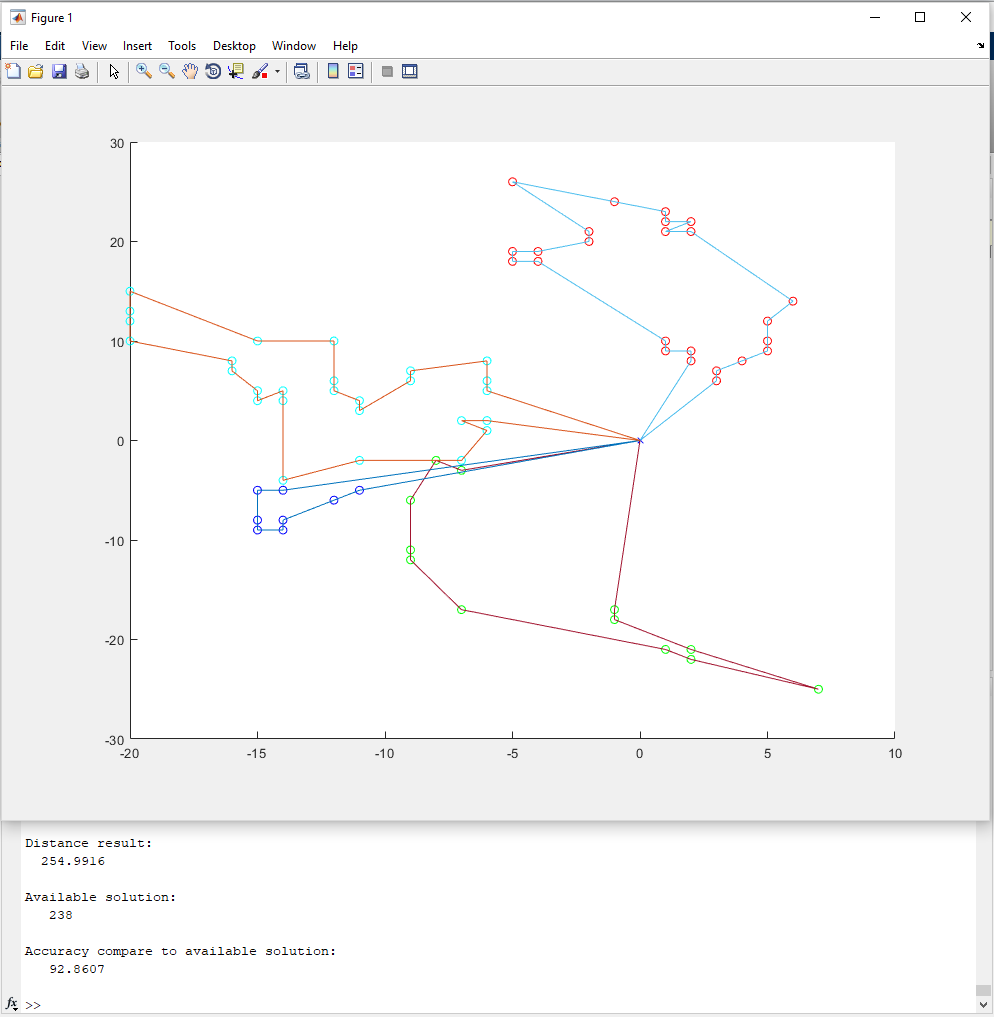 Figure 1
File Edit View Insert Tools Desktop Window Help
30
20
10
0
-10
-20
-30
-20 -15 -10 -5 0 5 10
Distance result:
254.9916
Available solution:
238
Accuracy compare to available solution:
92.8607
fx >>